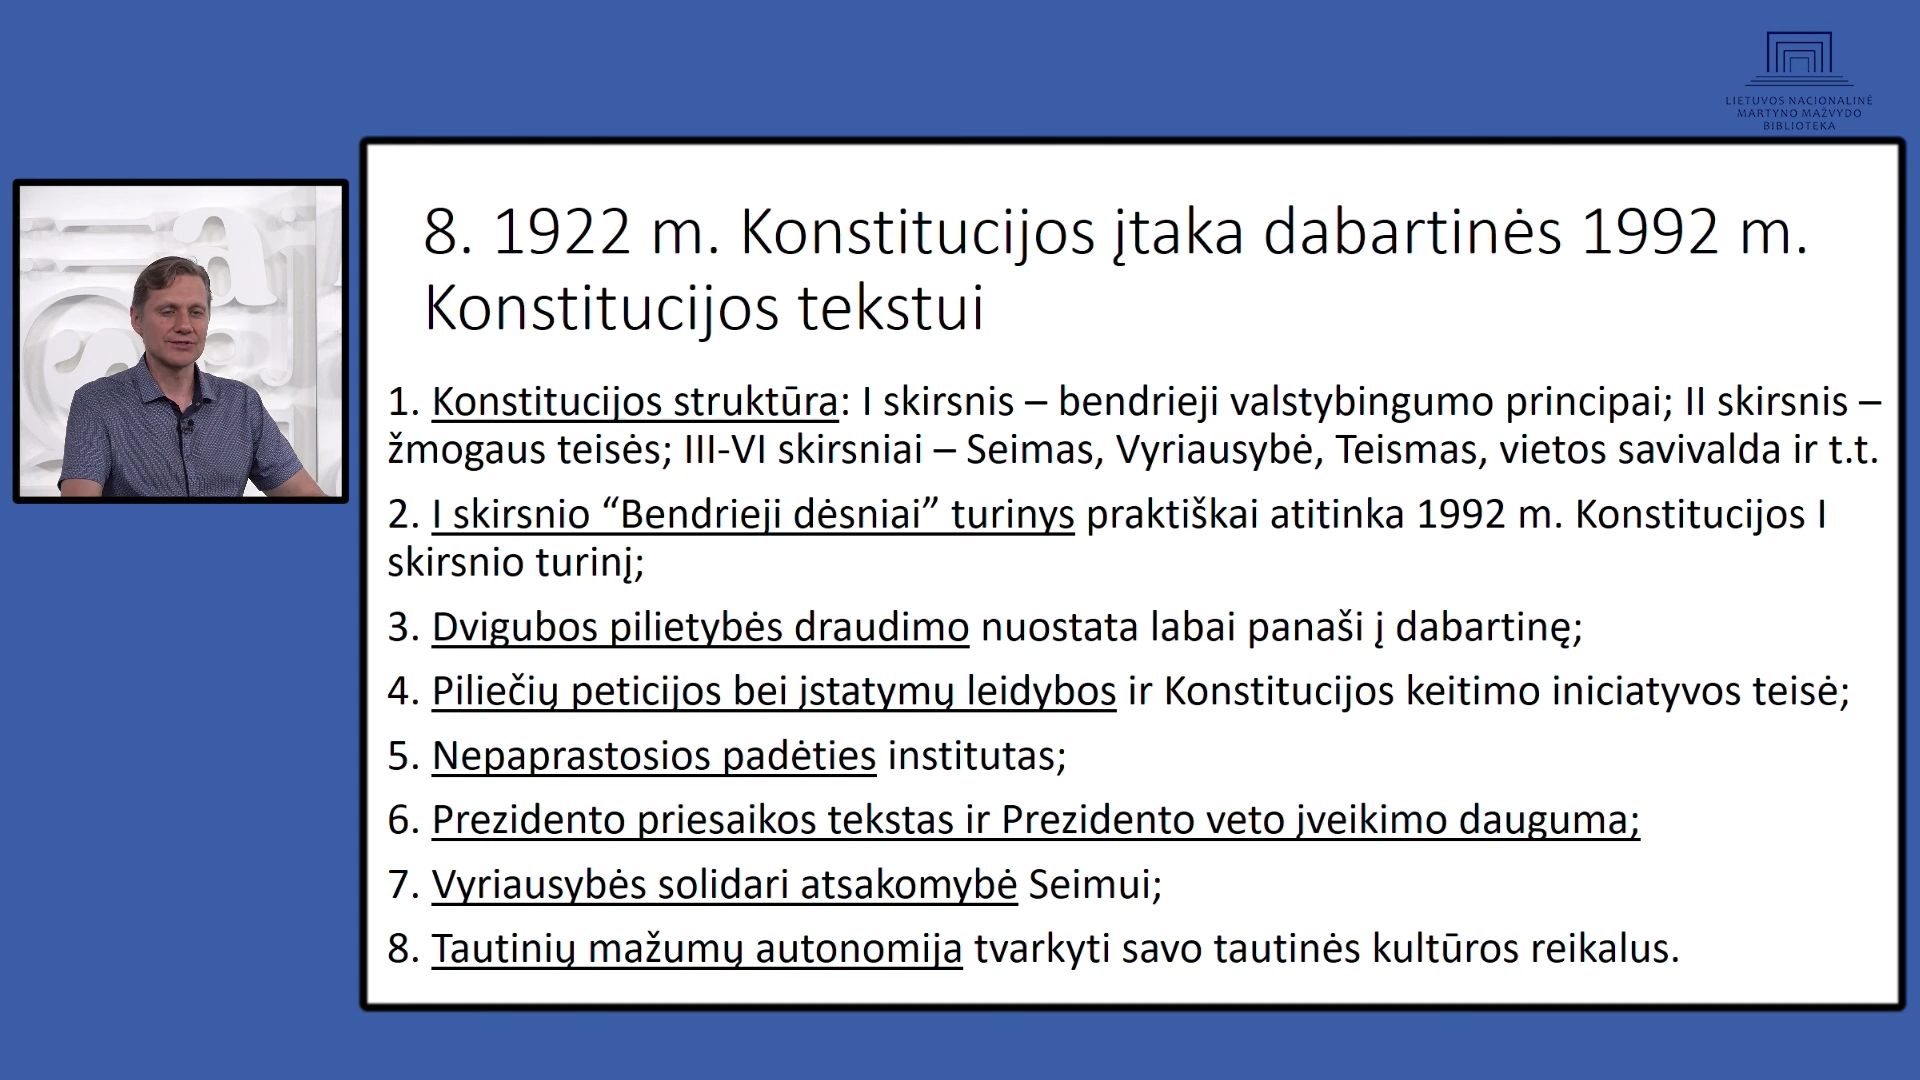 LIETUVOS NACIONALINĖ
MARTYNO MAŽVYDO
BIBLIOTEKA
8. 1922 m. Konstitucijos įtaka dabartinės 1992 m.
Konstitucijos tekstui
1. Konstitucijos struktūra: I skirsnis – bendrieji valstybingumo principai; II skirsnis –
žmogaus teisės; III-VI skirsniai – Seimas, Vyriausybė, Teismas, vietos savivalda ir t.t.
2. I skirsnio “Bendrieji dėsniai” turinys praktiškai atitinka 1992 m. Konstitucijos I
skirsnio turinį;
3. Dvigubos pilietybės draudimo nuostata labai panaši į dabartinę;
4. Piliečių peticijos bei įstatymų leidybos ir Konstitucijos keitimo iniciatyvos teisė;
5. Nepaprastosios padėties institutas;
6. Prezidento priesaikos tekstas ir Prezidento veto įveikimo dauguma;
7. Vyriausybės solidari atsakomybė Seimui;
8. Tautinių mažumų autonomija tvarkyti savo tautinės kultūros reikalus.